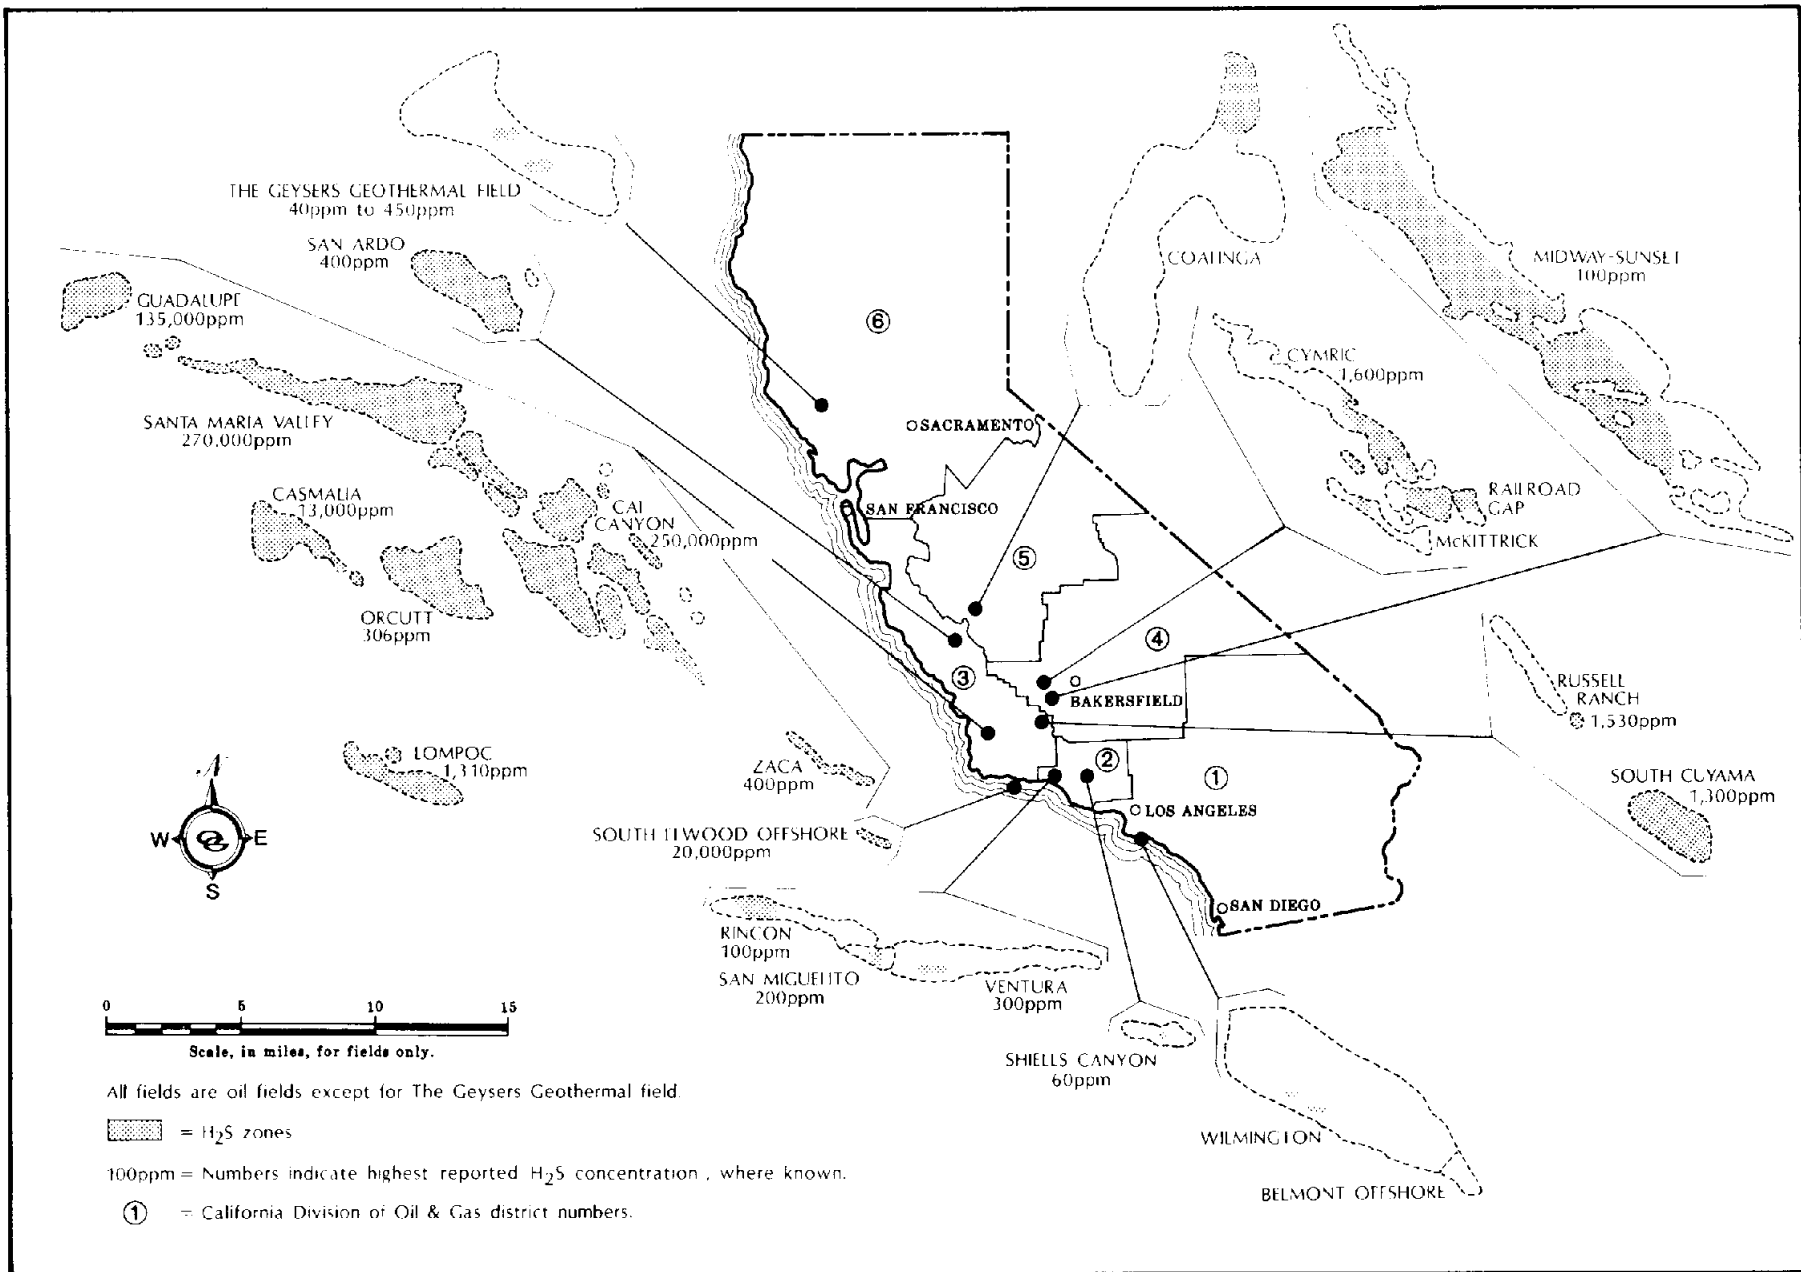 THE GEYSERS GEOTHERMAL FIELD
40ppm to 450ppm
SAN ARDO
400ppm
GUADALUPE
135,000ppm
SANTA MARIA VALLEY
270,000ppm
CASMALIA
13,000ppm
CAT
CANYON
250,000ppm
ORCUTT
306ppm
LOMPOC
1,310ppm
ZACA
400ppm
SOUTH ELWOOD OFFSHORE
20,000ppm
RINCON
100ppm
SAN MIGUELITO
200ppm
VENTURA
300ppm
SHIELLS CANYON
60ppm
WILMINGTON
BELMONT OFFSHORE
COALINGA
MIDWAY-SUNSET
100ppm
CYMRIC
1,600ppm
RAILROAD
GAP
McKITTRICK
RUSSELL
RANCH
1,530ppm
SOUTH CUYAMA
1,300ppm
6
SACRAMENTO
SAN FRANCISCO
5
4
3
BAKERSFIELD
2
1
LOS ANGELES
SAN DIEGO
N
W E
S
0 5 10 15
Scale, in miles, for fields only.
All fields are oil fields except for The Geysers Geothermal field.
= H2S zones
100ppm = Numbers indicate highest reported H2S concentration, where known.
1 = California Division of Oil & Gas district numbers.